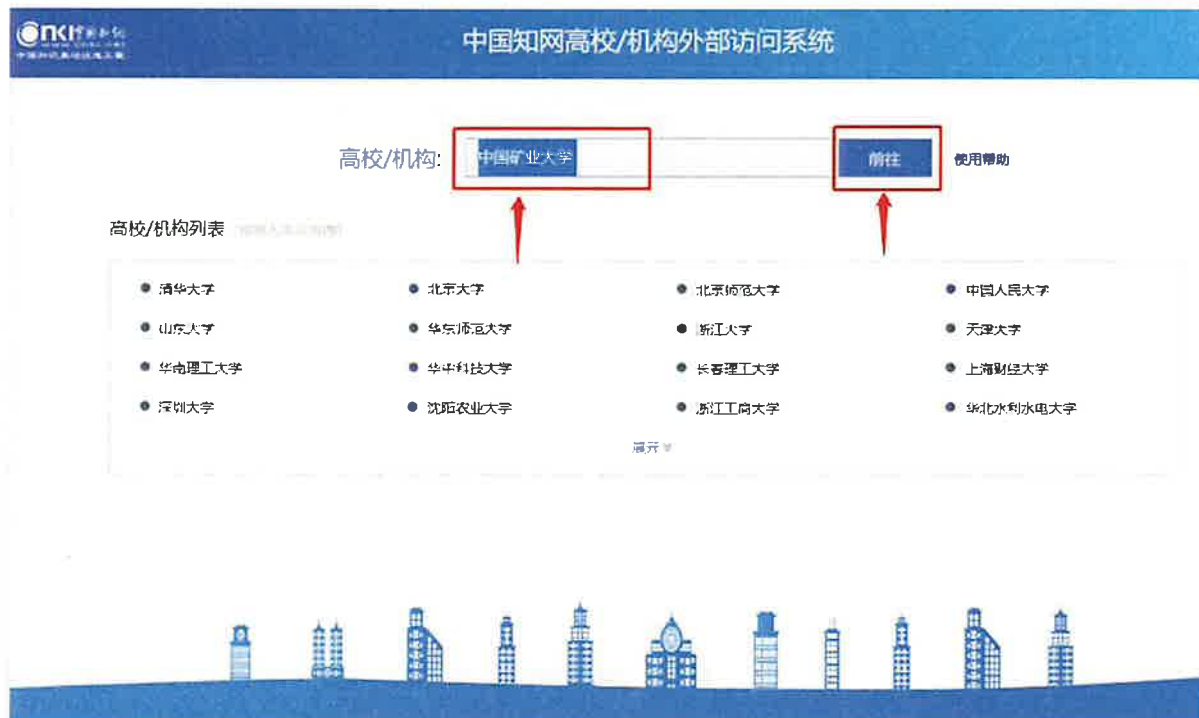 cnki 中国知网
中国知网高校/机构外部访问系统
高校/机构:
中国矿业大学
前往
使用帮助
高校/机构列表
清华大学
北京大学
北京师范大学
中国人民大学
山东大学
华东师范大学
浙江大学
天津大学
华南理工大学
华中科技大学
长春理工大学
上海财经大学
深圳大学
沈阳农业大学
浙江工商大学
华北水利水电大学
展开